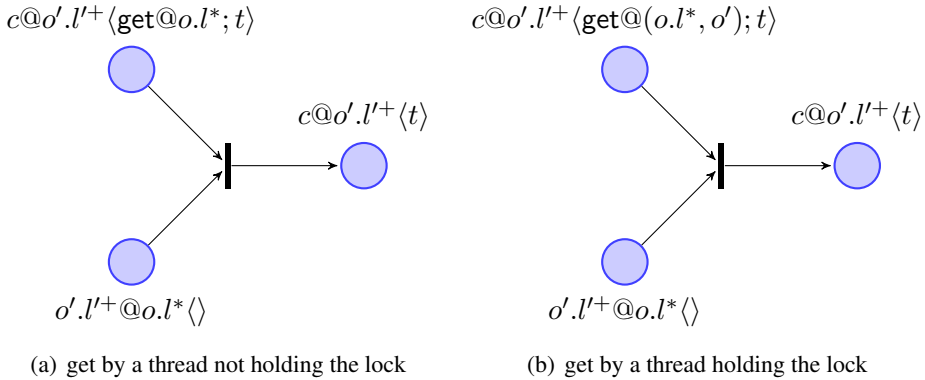 c@o′.l′⁺⟨get@o.l*; t⟩
c@o′.l′⁺⟨t⟩
o′.l′⁺@o.l*⟨⟩
(a) get by a thread not holding the lock
c@o′.l′⁺⟨get@(o.l*, o′); t⟩
c@o′.l′⁺⟨t⟩
o′.l′⁺@o.l*⟨⟩
(b) get by a thread holding the lock